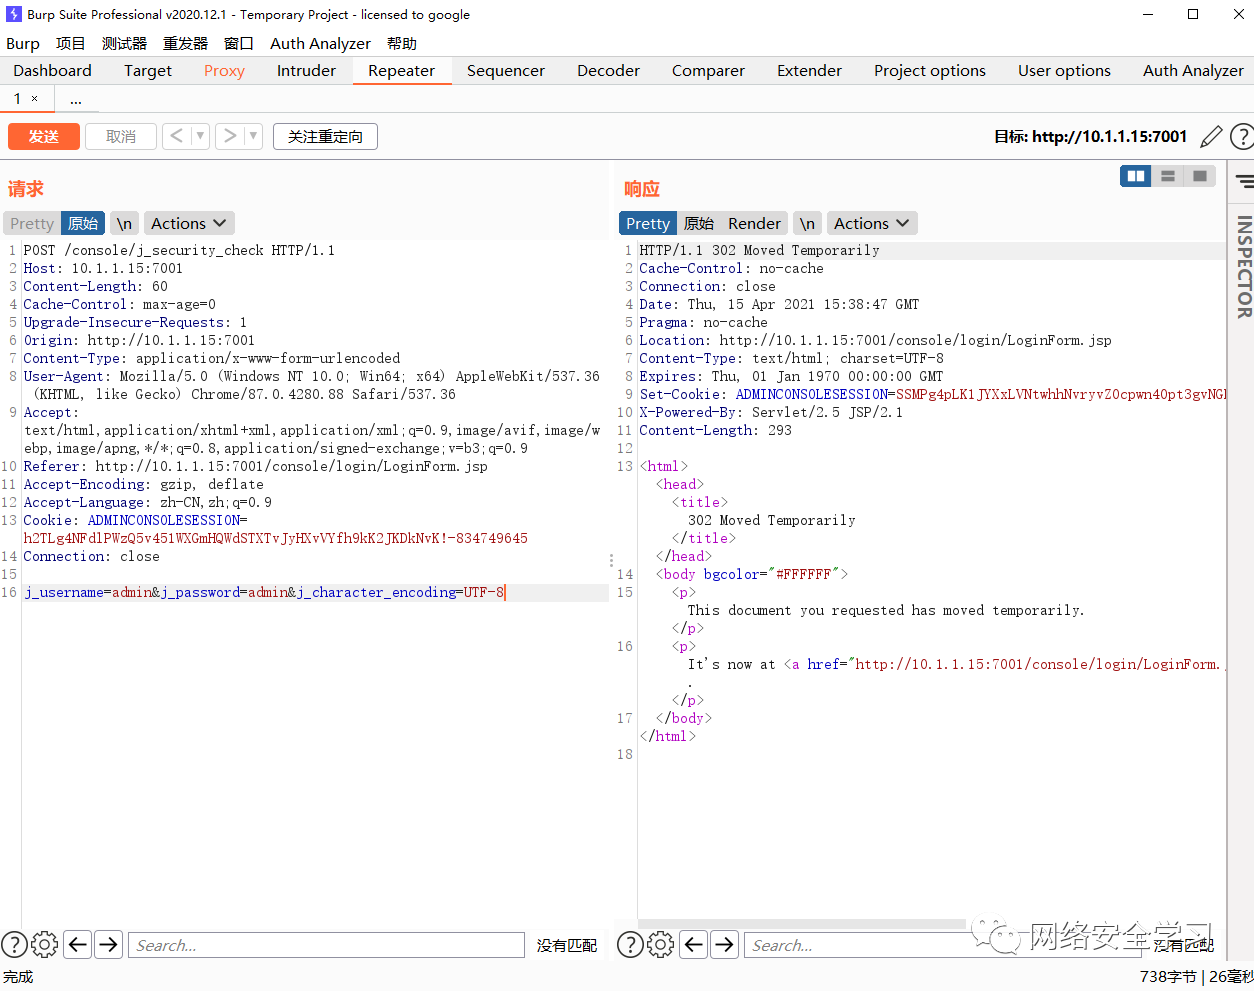 Burp Suite Professional v2020.12.1 - Temporary Project - licensed to google
Burp 项目 测试器 重发器 窗口 Auth Analyzer 帮助
Dashboard Target Proxy Intruder Repeater Sequencer Decoder Comparer Extender Project options User options Auth Analyzer
1 × ...
发送 取消 < ▼ > ▼ 关注重定向 目标: http://10.1.1.15:7001 ?
请求
Pretty 原始 \n Actions
1 POST /console/j_security_check HTTP/1.1
2 Host: 10.1.1.15:7001
3 Content-Length: 60
4 Cache-Control: max-age=0
5 Upgrade-Insecure-Requests: 1
6 Origin: http://10.1.1.15:7001
7 Content-Type: application/x-www-form-urlencoded
8 User-Agent: Mozilla/5.0 (Windows NT 10.0; Win64; x64) AppleWebKit/537.36
(KHTML, like Gecko) Chrome/87.0.4280.88 Safari/537.36
9 Accept:
text/html,application/xhtml+xml,application/xml;q=0.9,image/avif,image/w
ebp,image/apng,*/*;q=0.8,application/signed-exchange;v=b3;q=0.9
10 Referer: http://10.1.1.15:7001/console/login/LoginForm.jsp
11 Accept-Encoding: gzip, deflate
12 Accept-Language: zh-CN,zh;q=0.9
13 Cookie: ADMINCONSOLESESSION=
h2TLg4NFdlPWzQ5v451WXGmHQWdSTXTvJyHXvVYfh9kK2JKDkNvK!-834749645
14 Connection: close
15
16 j_username=admin&j_password=admin&j_character_encoding=UTF-8
? Search... 没有匹配
响应
Pretty 原始 Render \n Actions
1 HTTP/1.1 302 Moved Temporarily
2 Cache-Control: no-cache
3 Connection: close
4 Date: Thu, 15 Apr 2021 15:38:47 GMT
5 Pragma: no-cache
6 Location: http://10.1.1.15:7001/console/login/LoginForm.jsp
7 Content-Type: text/html; charset=UTF-8
8 Expires: Thu, 01 Jan 1970 00:00:00 GMT
9 Set-Cookie: ADMINCONSOLESESSION=SSMPg4pLK1JYXxLVNtwhhNvryvZ0cpwn40pt3gvNG
10 X-Powered-By: Servlet/2.5 JSP/2.1
11 Content-Length: 293
12
13 <html>
<head>
<title>
302 Moved Temporarily
</title>
</head>
14 <body bgcolor="#FFFFFF">
15 <p>
This document you requested has moved temporarily.
</p>
16 <p>
It's now at <a href="http://10.1.1.15:7001/console/login/LoginForm.
.
</p>
17 </body>
</html>
18
? Search... 没有匹配
INSPECTOR
网络安全学习
完成 738字节 | 26毫秒